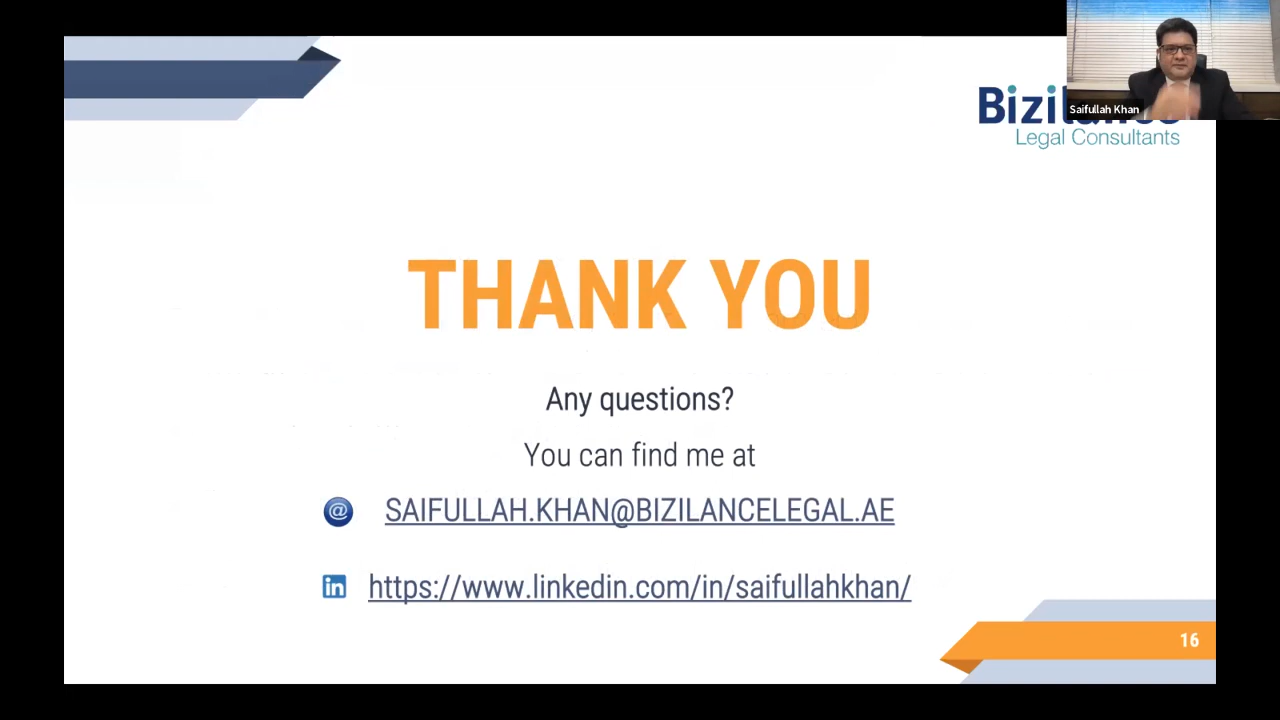 Saifullah Khan
Legal Consultants
THANK YOU
Any questions?
You can find me at
@ SAIFULLAH.KHAN@BIZILANCELEGAL.AE
in https://www.linkedin.com/in/saifullahkhan/
16